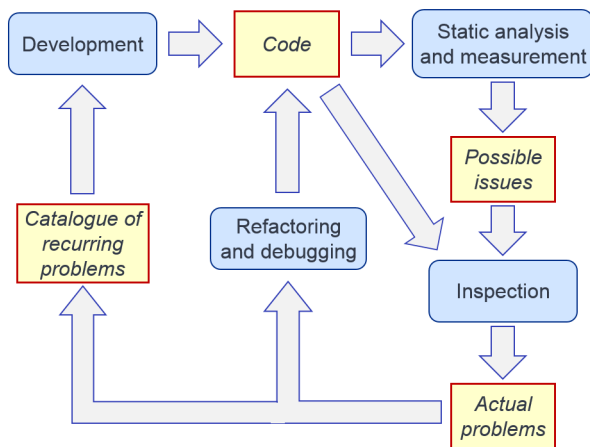 Development
Code
Static analysis
and measurement
Possible
issues
Catalogue of
recurring
problems
Refactoring
and debugging
Inspection
Actual
problems